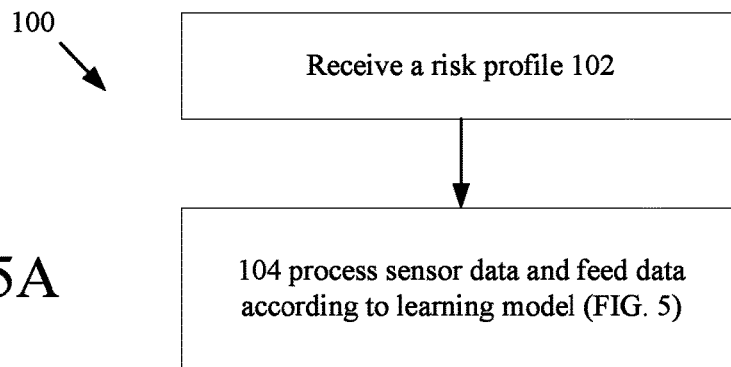 100
Receive a risk profile 102
5A
104 process sensor data and feed data
according to learning model (FIG. 5)